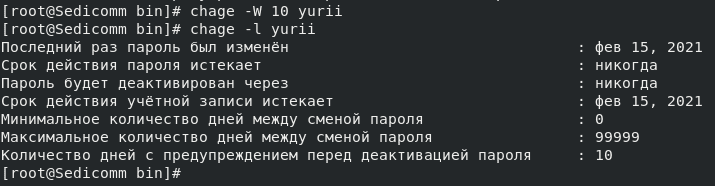 [root@Sedicomm bin]# chage -W 10 yurii
[root@Sedicomm bin]# chage -l yurii
Последний раз пароль был изменён : фев 15, 2021
Срок действия пароля истекает : никогда
Пароль будет деактивирован через : никогда
Срок действия учётной записи истекает : фев 15, 2021
Минимальное количество дней между сменой пароля : 0
Максимальное количество дней между сменой пароля : 99999
Количество дней с предупреждением перед деактивацией пароля : 10
[root@Sedicomm bin]#